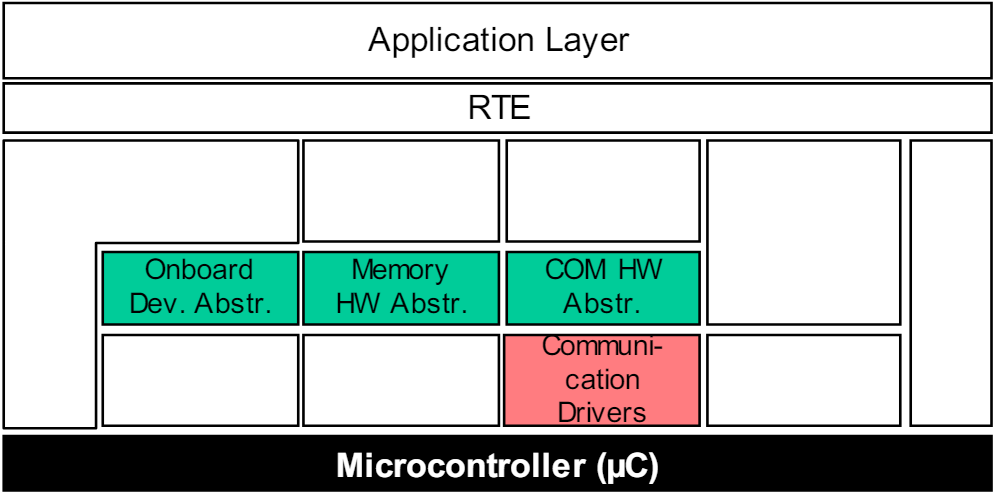 Application Layer
RTE
Onboard
Dev. Abstr.
Memory
HW Abstr.
COM HW
Abstr.
Communi-
cation
Drivers
Microcontroller (µC)